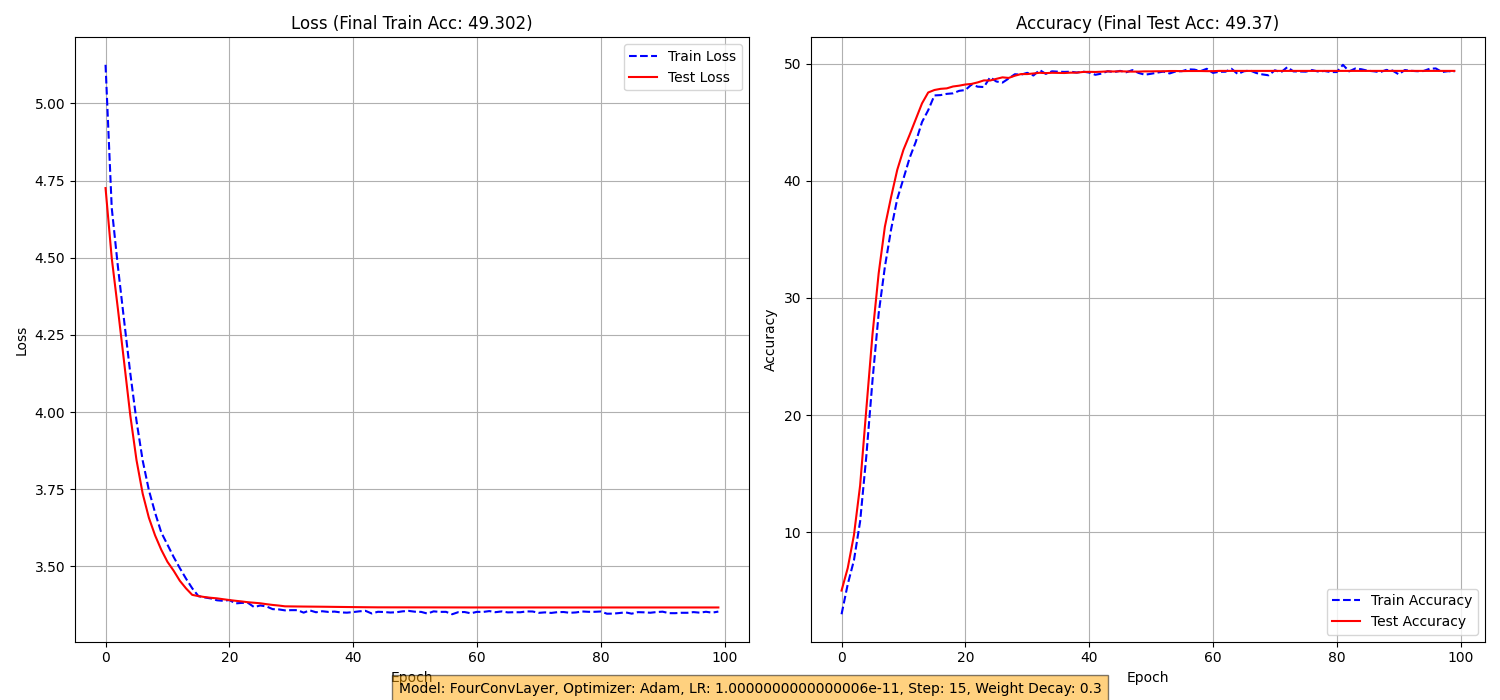 Loss (Final Train Acc: 49.302)
Loss
5.00
4.75
4.50
4.25
4.00
3.75
3.50
0 20 40 60 80 100
Epoch
Train Loss
Test Loss
Accuracy (Final Test Acc: 49.37)
Accuracy
50
40
30
20
10
0 20 40 60 80 100
Epoch
Train Accuracy
Test Accuracy
Model: FourConvLayer, Optimizer: Adam, LR: 1.0000000000000006e-11, Step: 15, Weight Decay: 0.3